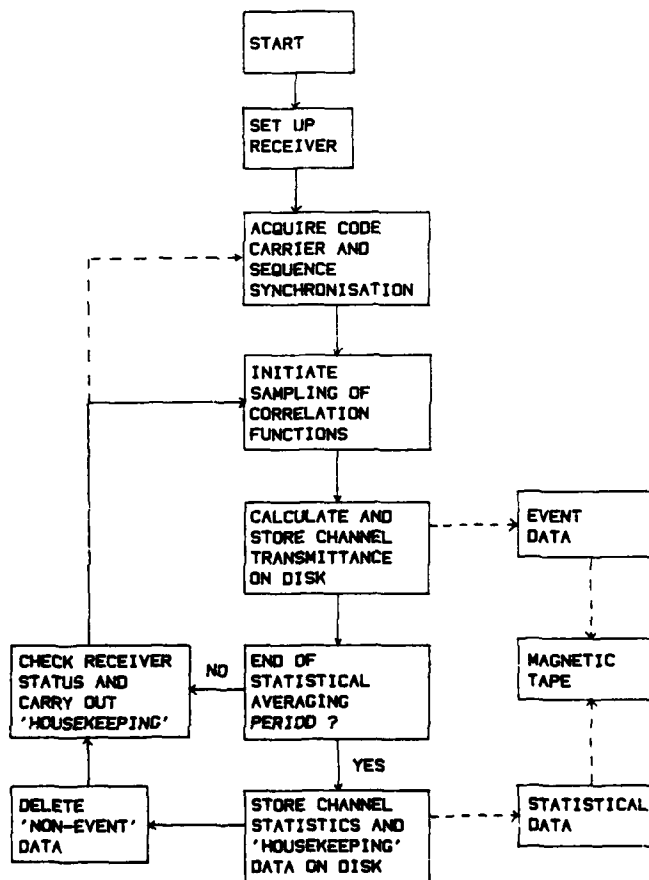 START
SET UP
RECEIVER
ACQUIRE CODE
CARRIER AND
SEQUENCE
SYNCHRONISATION
INITIATE
SAMPLING OF
CORRELATION
FUNCTIONS
CALCULATE AND
STORE CHANNEL
TRANSMITTANCE
ON DISK
EVENT
DATA
CHECK RECEIVER
STATUS AND
CARRY OUT
'HOUSEKEEPING'
NO
END OF
STATISTICAL
AVERAGING
PERIOD ?
MAGNETIC
TAPE
YES
DELETE
'NON-EVENT'
DATA
STORE CHANNEL
STATISTICS AND
'HOUSEKEEPING'
DATA ON DISK
STATISTICAL
DATA